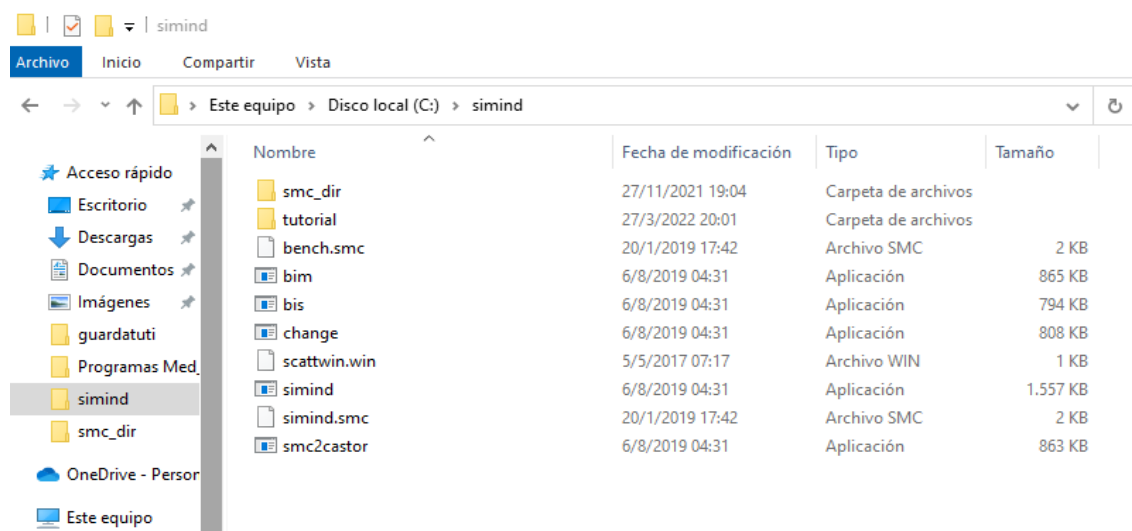 simind
Archivo Inicio Compartir Vista
Este equipo Disco local (C:) simind
Nombre Fecha de modificación Tipo Tamaño
Acceso rápido
Escritorio
Descargas
Documentos
Imágenes
guardatuti
Programas Med_
simind
smc_dir
OneDrive - Person
Este equipo
smc_dir 27/11/2021 19:04 Carpeta de archivos
tutorial 27/3/2022 20:01 Carpeta de archivos
bench.smc 20/1/2019 17:42 Archivo SMC 2 KB
bim 6/8/2019 04:31 Aplicación 865 KB
bis 6/8/2019 04:31 Aplicación 794 KB
change 6/8/2019 04:31 Aplicación 808 KB
scattwin.win 5/5/2017 07:17 Archivo WIN 1 KB
simind 6/8/2019 04:31 Aplicación 1.557 KB
simind.smc 20/1/2019 17:42 Archivo SMC 2 KB
smc2castor 6/8/2019 04:31 Aplicación 863 KB